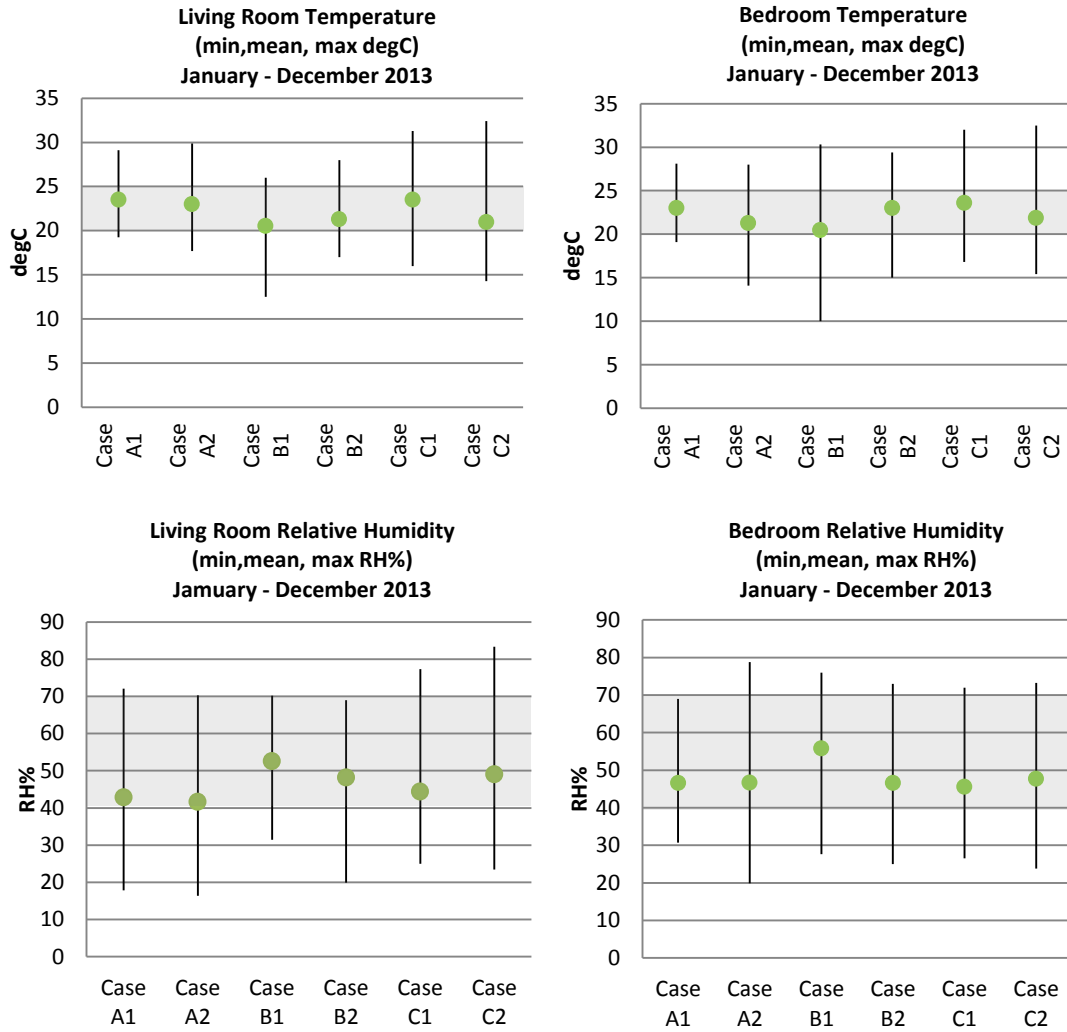 Living Room Temperature
(min,mean, max degC)
January - December 2013
35
30
25
20
15
10
5
0
degC
Case A1
Case A2
Case B1
Case B2
Case C1
Case C2
Bedroom Temperature
(min,mean, max degC)
January - December 2013
35
30
25
20
15
10
5
0
degC
Case A1
Case A2
Case B1
Case B2
Case C1
Case C2
Living Room Relative Humidity
(min,mean, max RH%)
Jamuary - December 2013
90
80
70
60
50
40
30
20
10
0
RH%
Case Case Case Case Case Case
A1 A2 B1 B2 C1 C2
Bedroom Relative Humidity
(min,mean, max RH%)
January - December 2013
90
80
70
60
50
40
30
20
10
0
RH%
Case Case Case Case Case Case
A1 A2 B1 B2 C1 C2